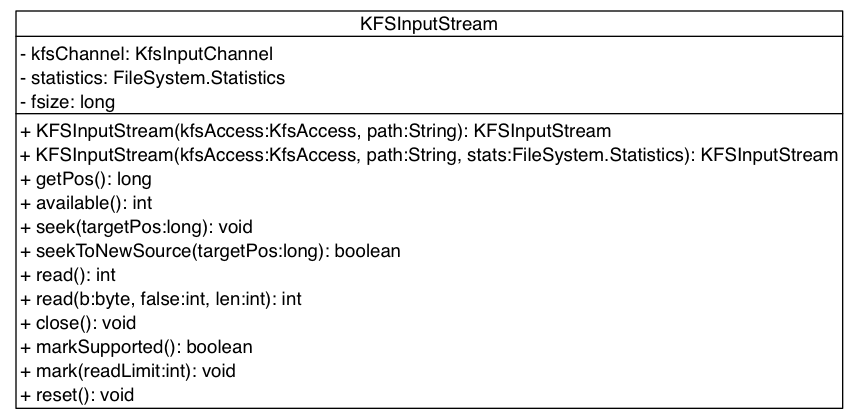 KFSInputStream
- kfsChannel: KfsInputChannel
- statistics: FileSystem.Statistics
- fsize: long
+ KFSInputStream(kfsAccess:KfsAccess, path:String): KFSInputStream
+ KFSInputStream(kfsAccess:KfsAccess, path:String, stats:FileSystem.Statistics): KFSInputStream
+ getPos(): long
+ available(): int
+ seek(targetPos:long): void
+ seekToNewSource(targetPos:long): boolean
+ read(): int
+ read(b:byte, false:int, len:int): int
+ close(): void
+ markSupported(): boolean
+ mark(readLimit:int): void
+ reset(): void